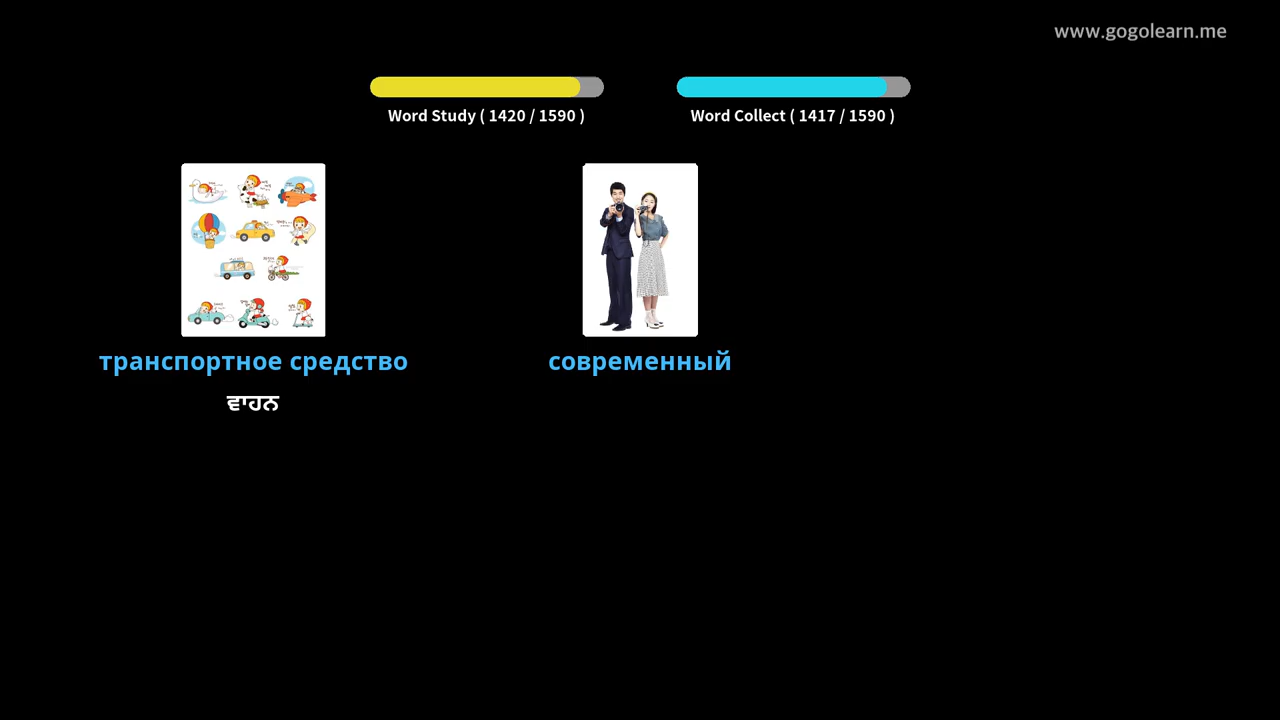 www.gogolearn.me
Word Study ( 1420 / 1590 )
Word Collect ( 1417 / 1590 )
транспортное средство
современный
ਵਾਹਨ